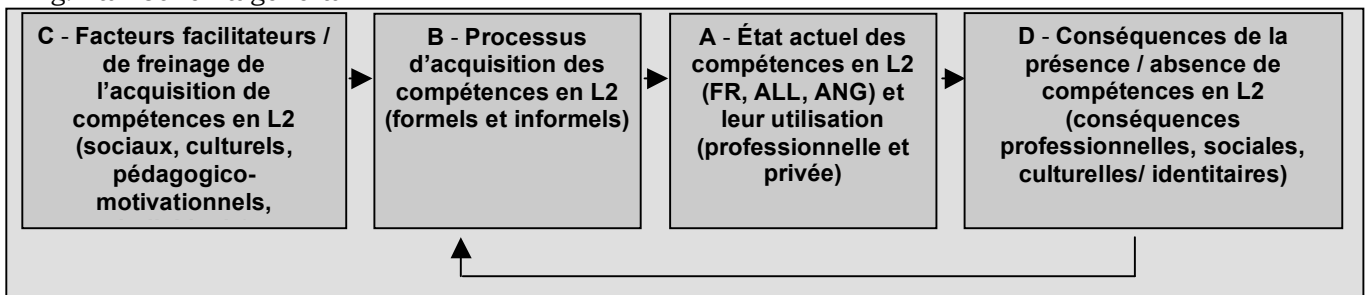 C - Facteurs facilitateurs /
de freinage de
l'acquisition de
compétences en L2
(sociaux, culturels,
pédagogico-
motivationnels,
B - Processus
d'acquisition des
compétences en L2
(formels et informels)
A - État actuel des
compétences en L2
(FR, ALL, ANG) et
leur utilisation
(professionnelle et
privée)
D - Conséquences de la
présence / absence de
compétences en L2
(conséquences
professionnelles, sociales,
culturelles/ identitaires)